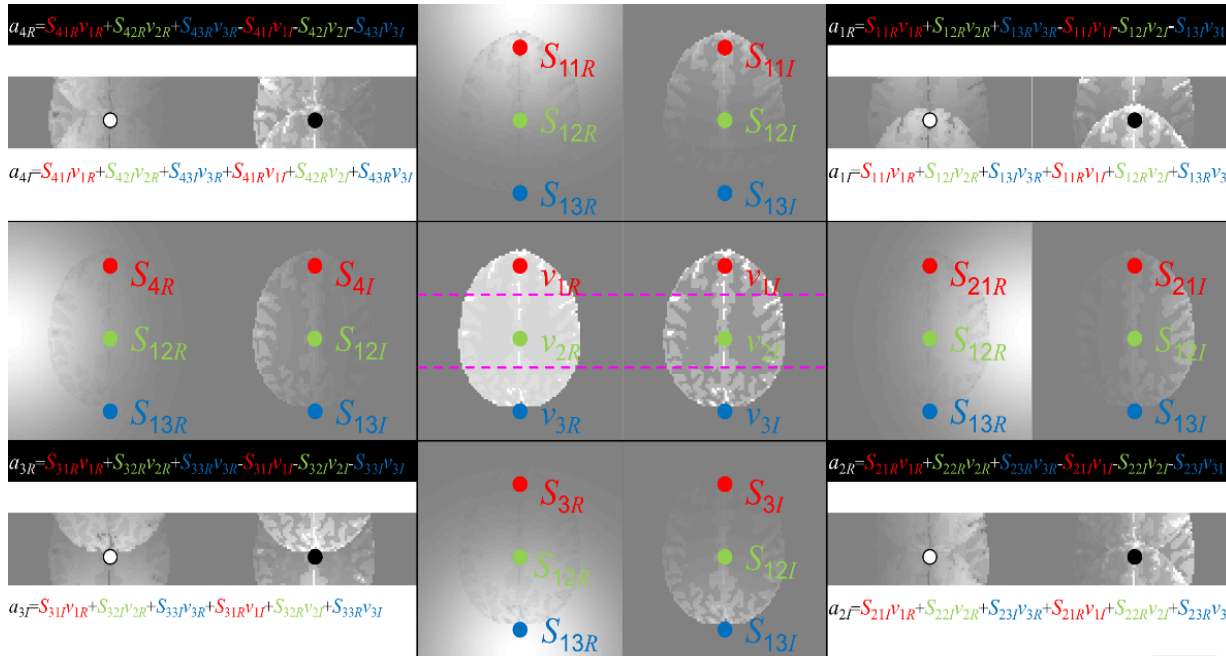 a4R=S41Rv1R+S42Rv2R+S43Rv3R-S41Iv1I-S42Iv2I-S43Iv3I
a4I=S41Iv1R+S42Iv2R+S43Iv3R+S41Rv1I+S42Rv2I+S43Rv3I
S11R
S12R
S13R
S11I
S12I
S13I
a1R=S11Rv1R+S12Rv2R+S13Rv3R-S11Iv1I-S12Iv2I-S13Iv3I
a1I=S11Iv1R+S12Iv2R+S13Iv3R+S11Rv1I+S12Rv2I+S13Rv3
S4R
S12R
S13R
S4I
S12I
S13I
v1R
v2R
v3R
v1I
v2I
v3I
S21R
S12R
S13R
S21I
S12I
S13I
a3R=S31Rv1R+S32Rv2R+S33Rv3R-S31Iv1I-S32Iv2I-S33Iv3I
a3I=S31Iv1R+S32Iv2R+S33Iv3R+S31Rv1I+S32Rv2I+S33Rv3I
S3R
S12R
S13R
S3I
S12I
S13I
a2R=S21Rv1R+S22Rv2R+S23Rv3R-S21Iv1I-S22Iv2I-S23Iv3I
a2I=S21Iv1R+S22Iv2R+S23Iv3R+S21Rv1I+S22Rv2I+S23Rv3